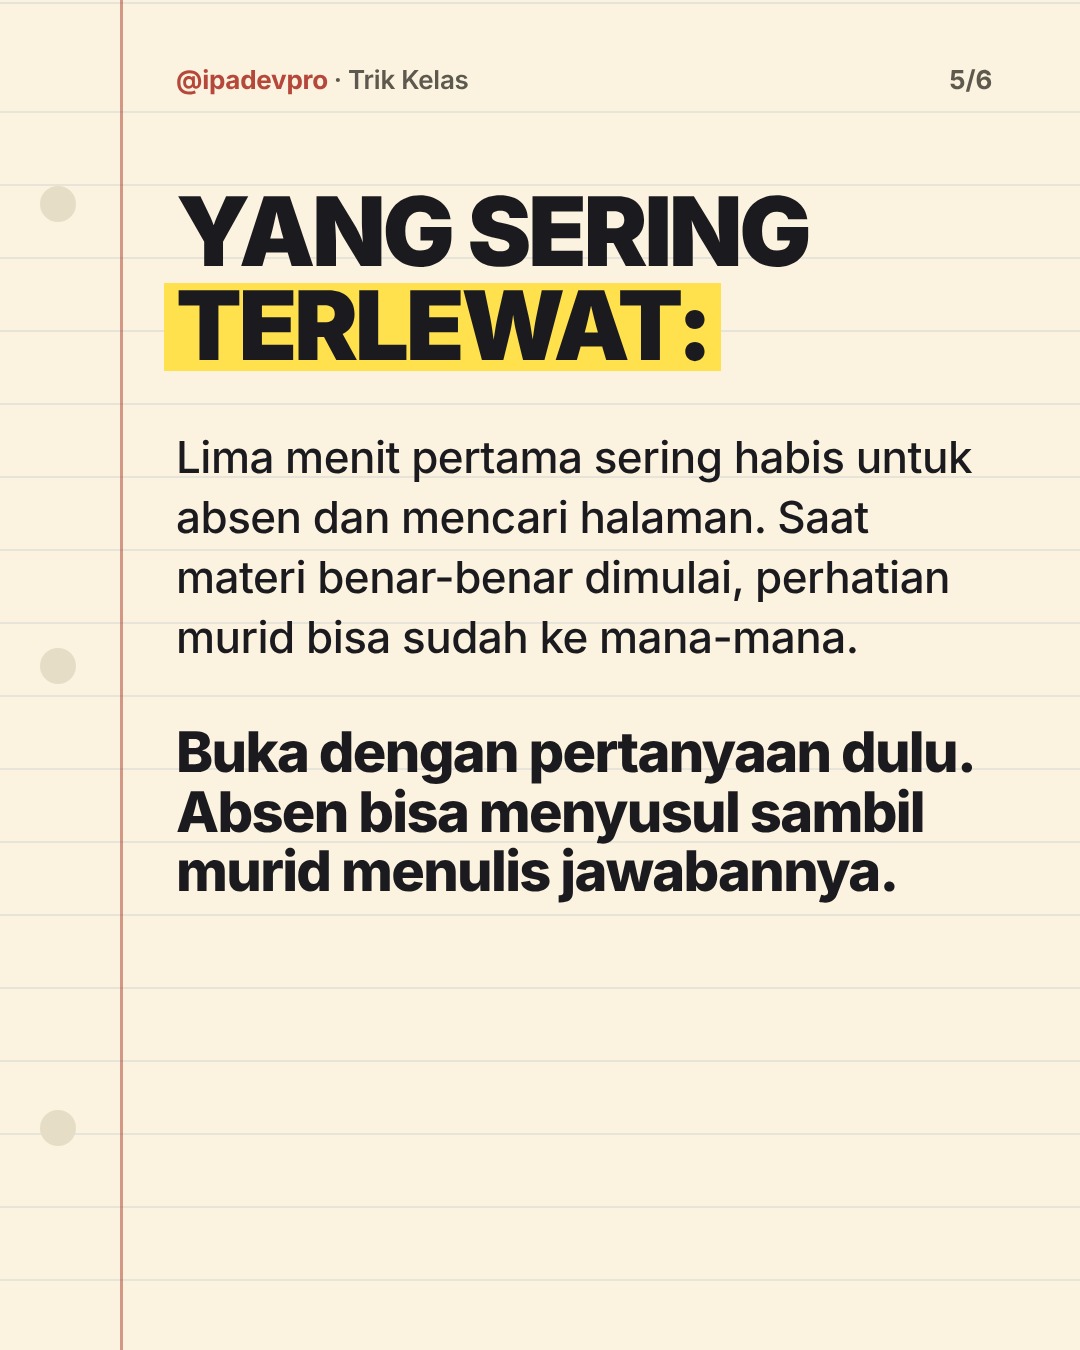 @ipadevpro · Trik Kelas
5/6
YANG SERING
TERLEWAT:
Lima menit pertama sering habis untuk
absen dan mencari halaman. Saat
materi benar-benar dimulai, perhatian
murid bisa sudah ke mana-mana.
Buka dengan pertanyaan dulu.
Absen bisa menyusul sambil
murid menulis jawabannya.